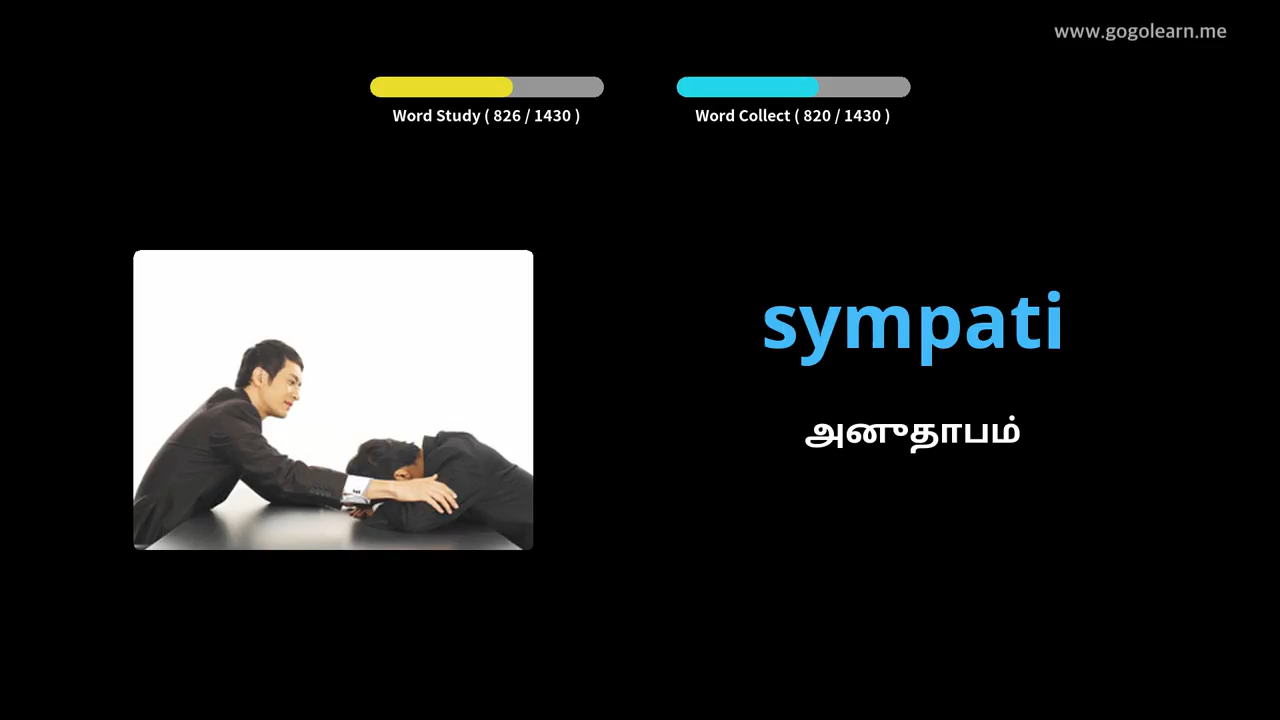 www.gogolearn.me
Word Study ( 826 / 1430 )
Word Collect ( 820 / 1430 )
sympati
அனுதாபம்